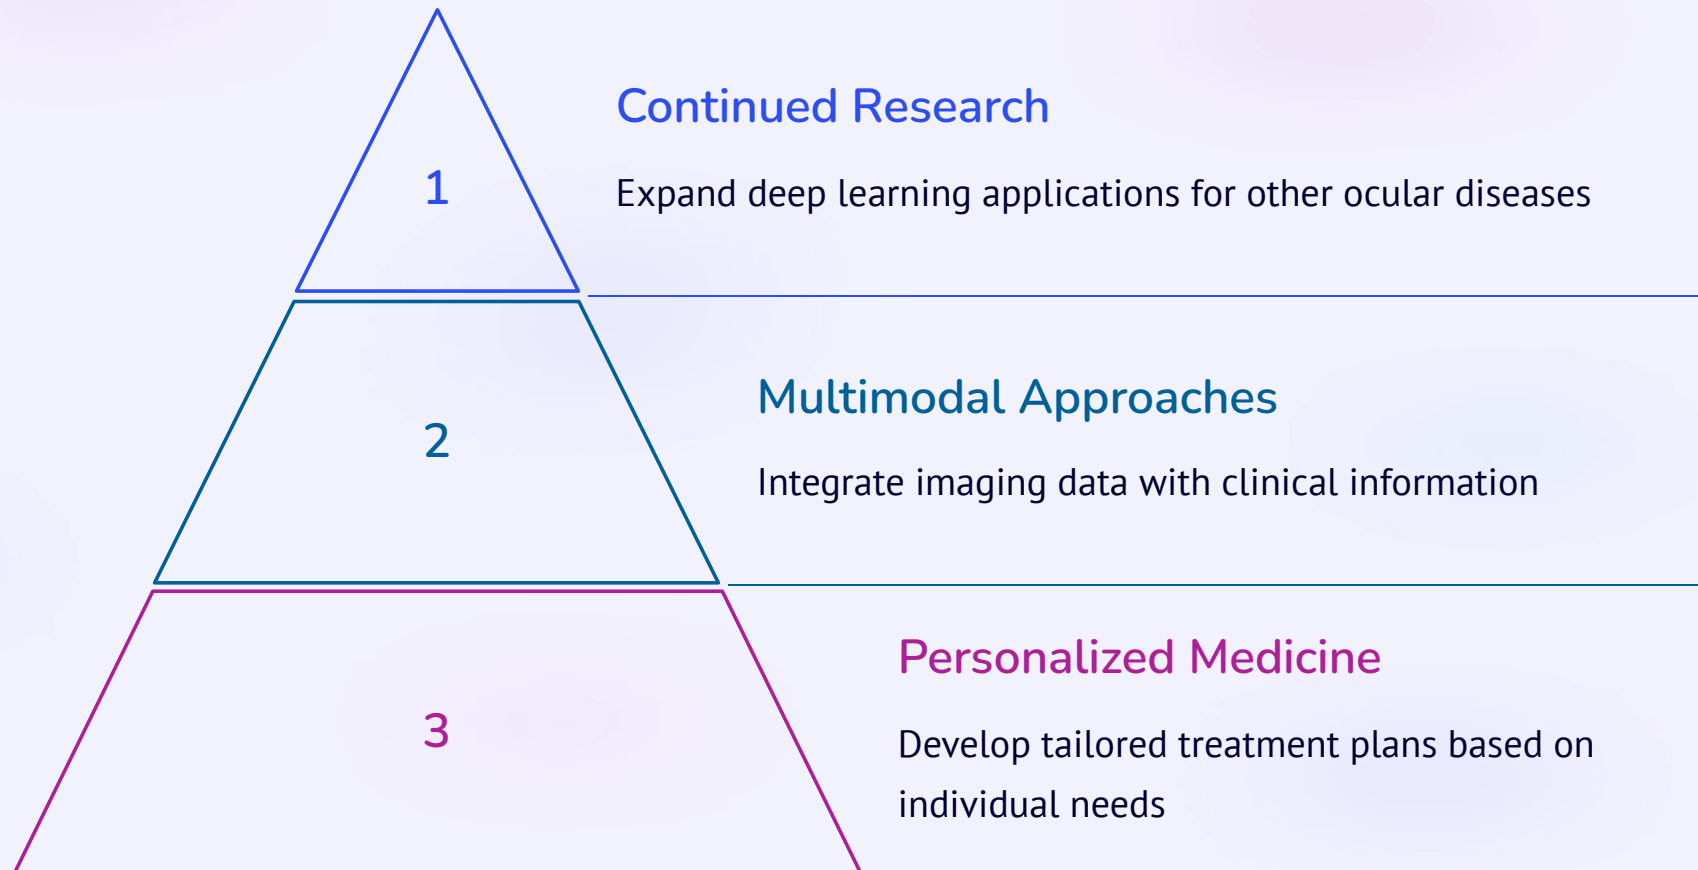 Continued Research
1
Expand deep learning applications for other ocular diseases
Multimodal Approaches
2
Integrate imaging data with clinical information
Personalized Medicine
3
Develop tailored treatment plans based on
individual needs